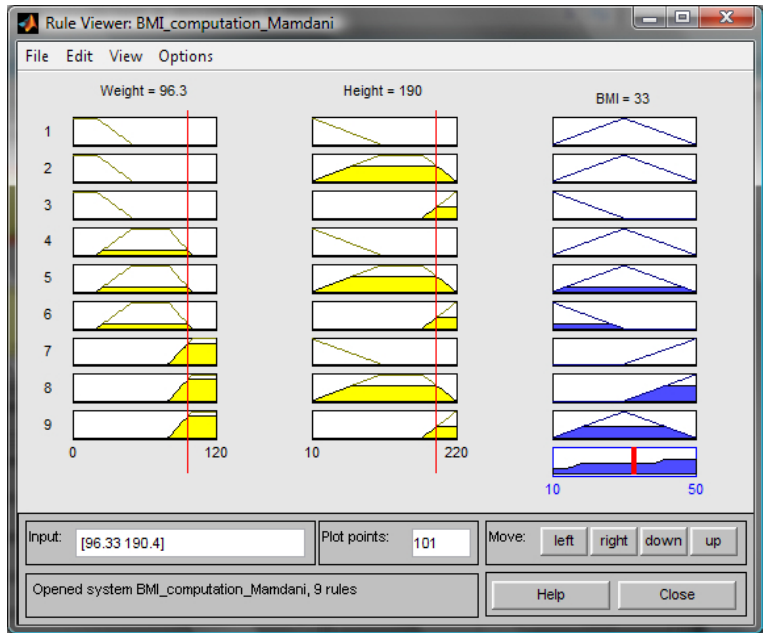 Rule Viewer: BMI_computation_Mamdani
File Edit View Options
Weight = 96.3
Height = 190
BMI = 33
1
2
3
4
5
6
7
8
9
0 120
10 220
10 50
Input: [96.33 190.4]
Plot points: 101
Move: left right down up
Opened system BMI_computation_Mamdani, 9 rules
Help
Close